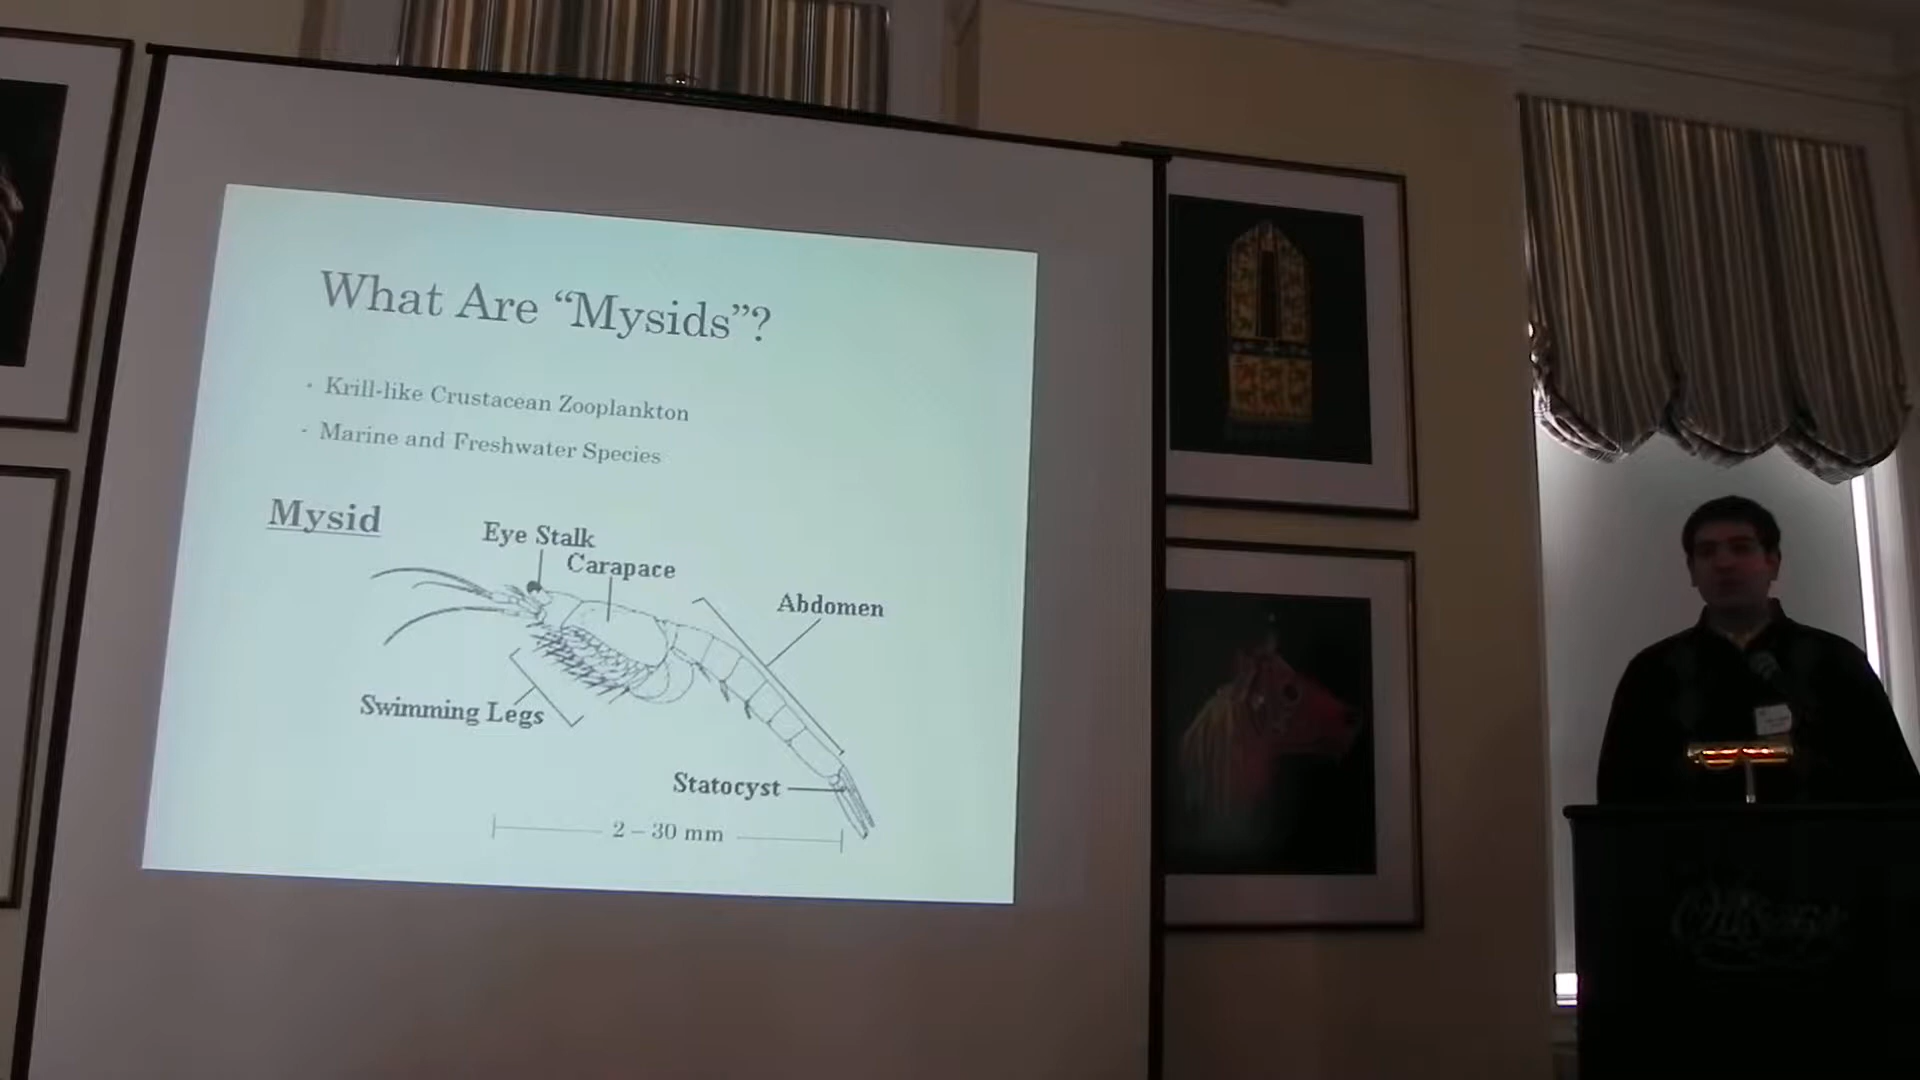 What Are “Mysids”?
- Krill-like Crustacean Zooplankton
- Marine and Freshwater Species
Mysid
Eye Stalk
Carapace
Abdomen
Swimming Legs
Statocyst
2 – 30 mm